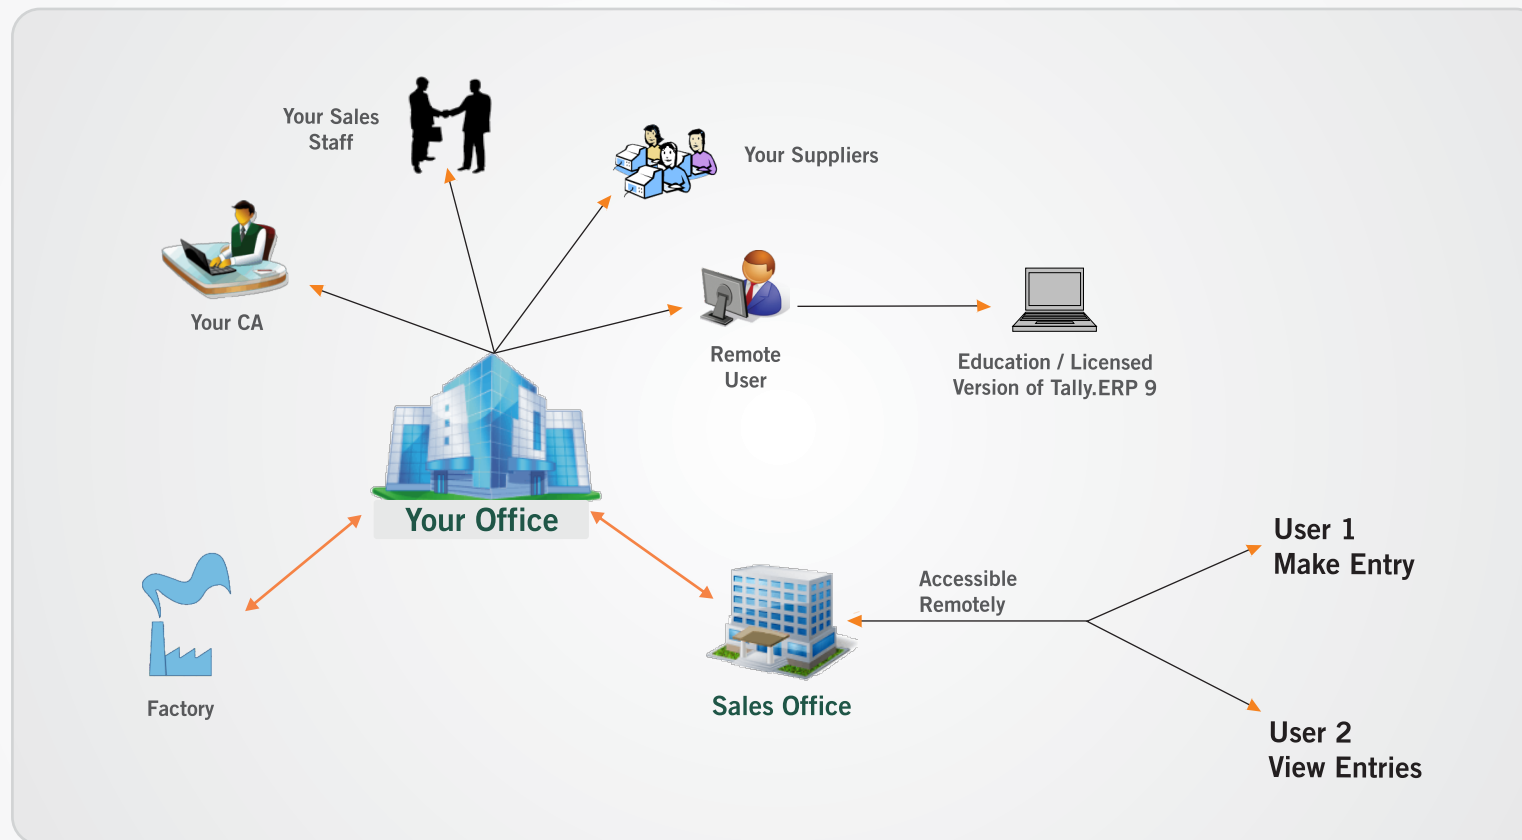 Your Sales
Staff
Your Suppliers
Your CA
Remote
User
Education / Licensed
Version of Tally.ERP 9
Your Office
User 1
Make Entry
Accessible
Remotely
Factory
Sales Office
User 2
View Entries